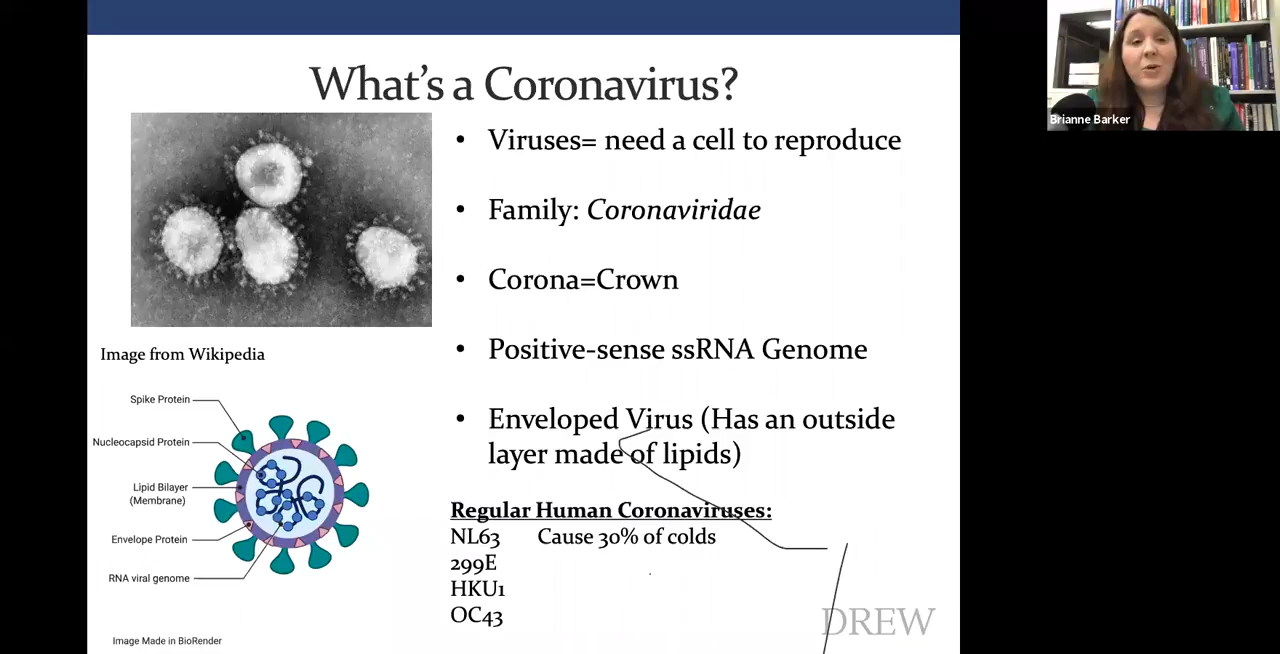 What's a Coronavirus?
• Viruses= need a cell to reproduce
• Family: Coronaviridae
• Corona=Crown
• Positive-sense ssRNA Genome
• Enveloped Virus (Has an outside
layer made of lipids)
Image from Wikipedia
Spike Protein
Nucleocapsid Protein
Lipid Bilayer
(Membrane)
Envelope Protein
RNA viral genome
Image Made in BioRender
Regular Human Coronaviruses:
NL63 Cause 30% of colds
299E
HKU1
OC43
DREW
Brianne Barker